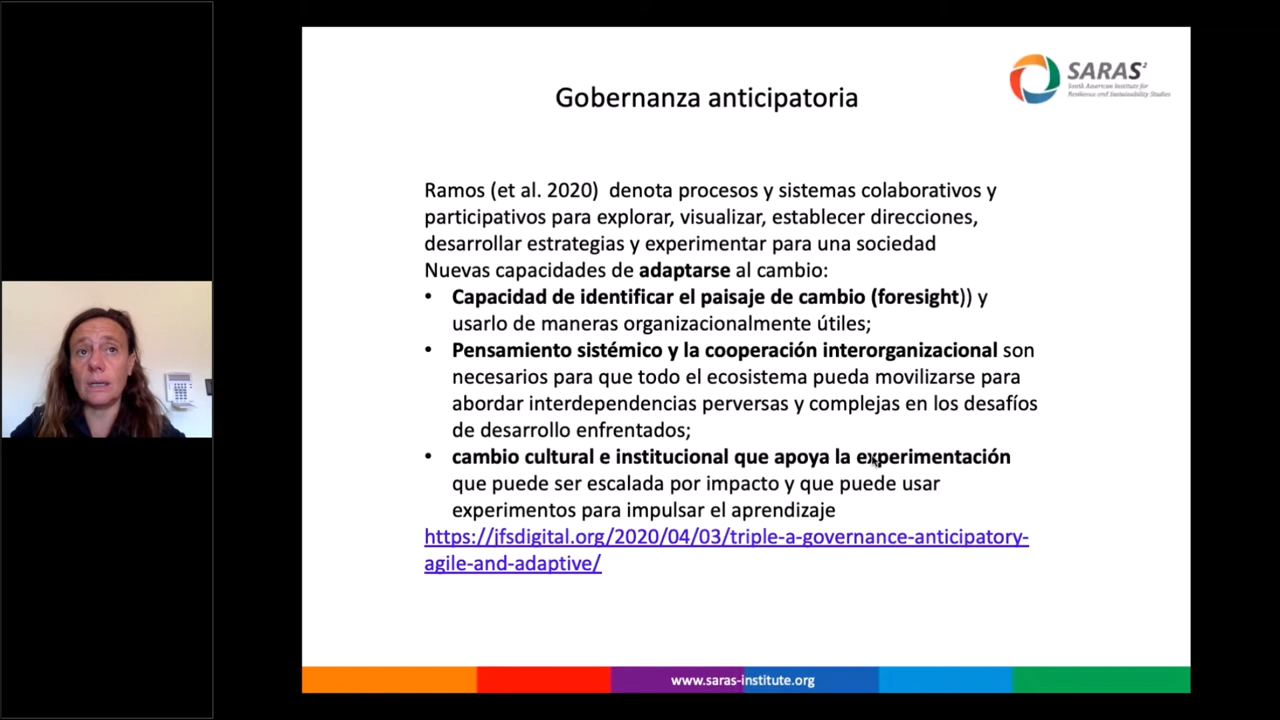 SARAS²
South American Institute for
Resilience and Sustainability Studies
Gobernanza anticipatoria
Ramos (et al. 2020)  denota procesos y sistemas colaborativos y
participativos para explorar, visualizar, establecer direcciones,
desarrollar estrategias y experimentar para una sociedad
Nuevas capacidades de adaptarse al cambio:
• Capacidad de identificar el paisaje de cambio (foresight)) y
usarlo de maneras organizacionalmente útiles;
• Pensamiento sistémico y la cooperación interorganizacional son
necesarios para que todo el ecosistema pueda movilizarse para
abordar interdependencias perversas y complejas en los desafíos
de desarrollo enfrentados;
• cambio cultural e institucional que apoya la experimentación
que puede ser escalada por impacto y que puede usar
experimentos para impulsar el aprendizaje
https://jfsdigital.org/2020/04/03/triple-a-governance-anticipatory-
agile-and-adaptive/
www.saras-institute.org